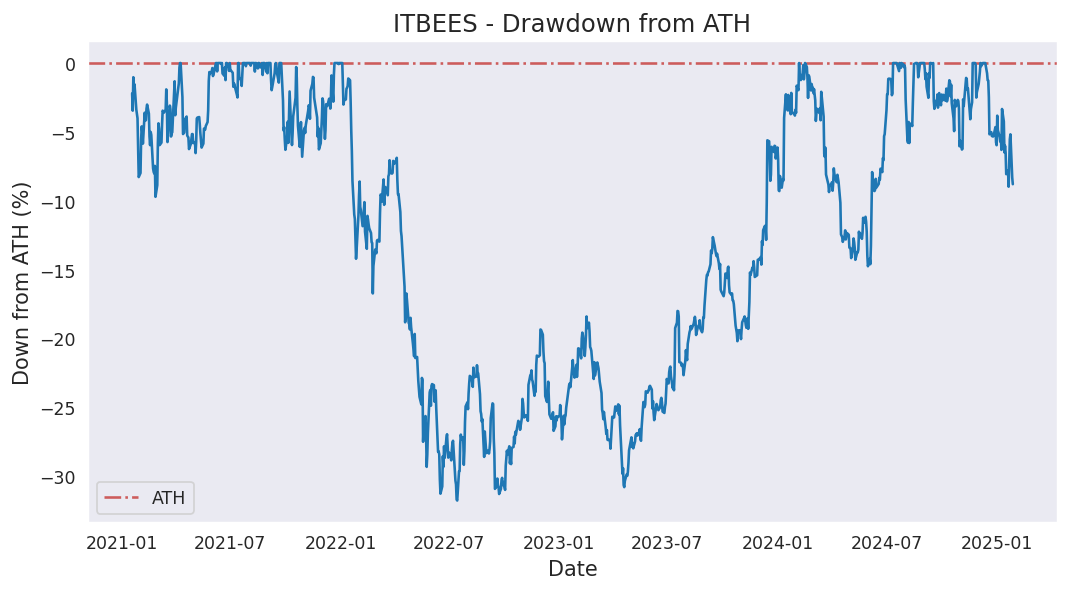 ITBEES - Drawdown from ATH
Down from ATH (%)
0
−5
−10
−15
−20
−25
−30
ATH
2021-01 2021-07 2022-01 2022-07 2023-01 2023-07 2024-01 2024-07 2025-01
Date